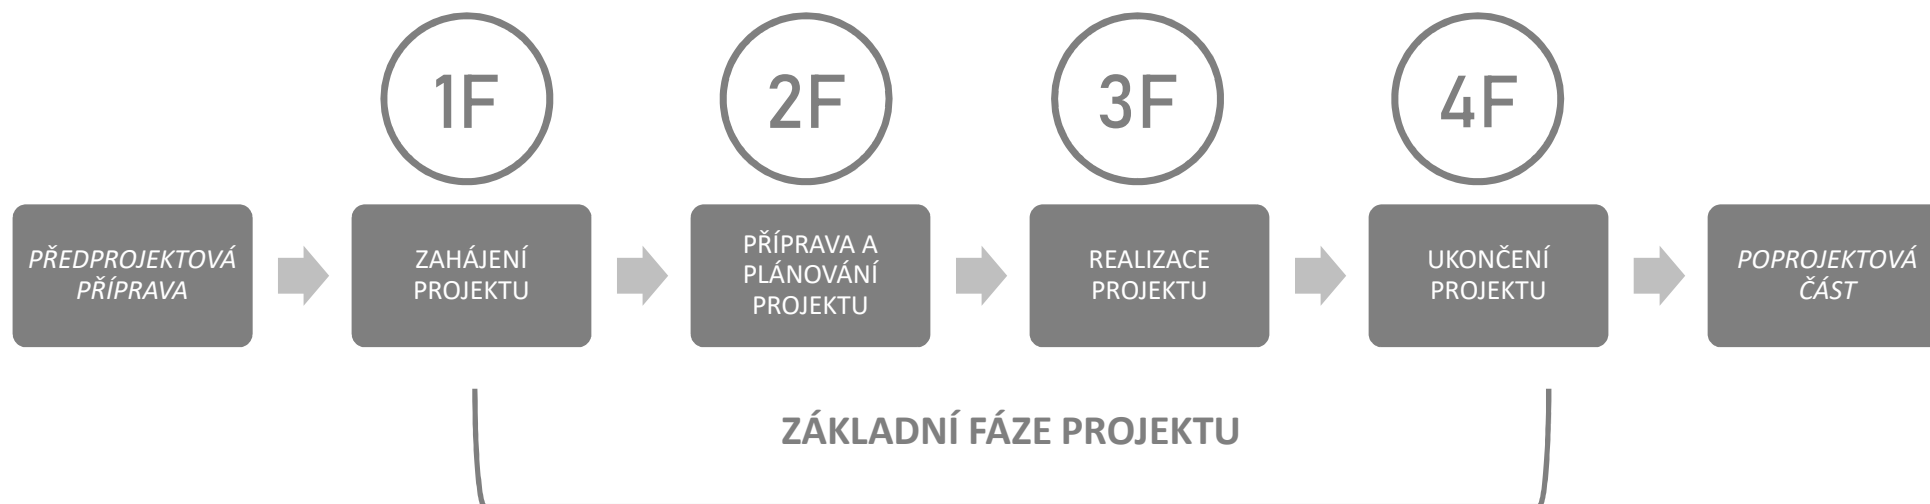 1F
2F
3F
4F
PŘEDPROJEKTOVÁ
PŘÍPRAVA
ZAHÁJENÍ
PROJEKTU
PŘÍPRAVA A
PLÁNOVÁNÍ
PROJEKTU
REALIZACE
PROJEKTU
UKONČENÍ
PROJEKTU
POPROJEKTOVÁ
ČÁST
ZÁKLADNÍ FÁZE PROJEKTU